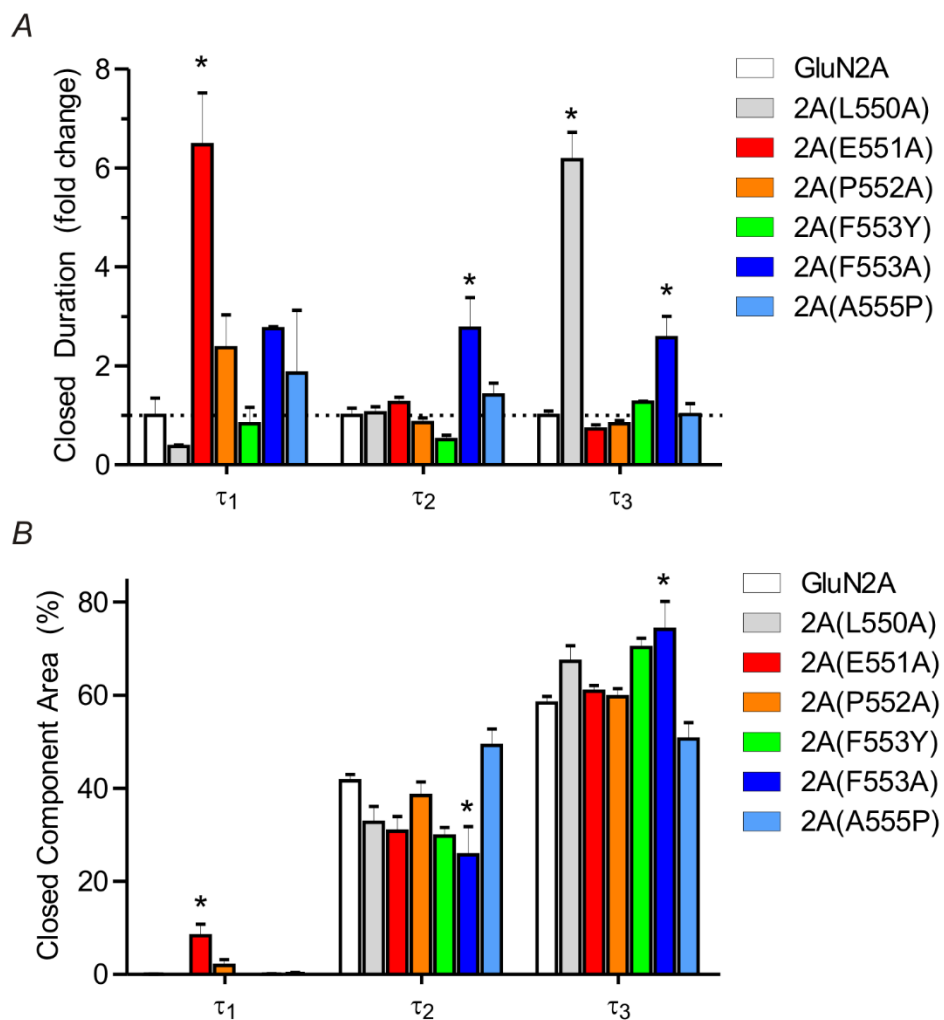 A
Closed Duration (fold change)
8
6
4
2
0
*
*
*
*
τ1
τ2
τ3
GluN2A
2A(L550A)
2A(E551A)
2A(P552A)
2A(F553Y)
2A(F553A)
2A(A555P)
B
Closed Component Area (%)
80
60
40
20
0
*
*
*
τ1
τ2
τ3
GluN2A
2A(L550A)
2A(E551A)
2A(P552A)
2A(F553Y)
2A(F553A)
2A(A555P)